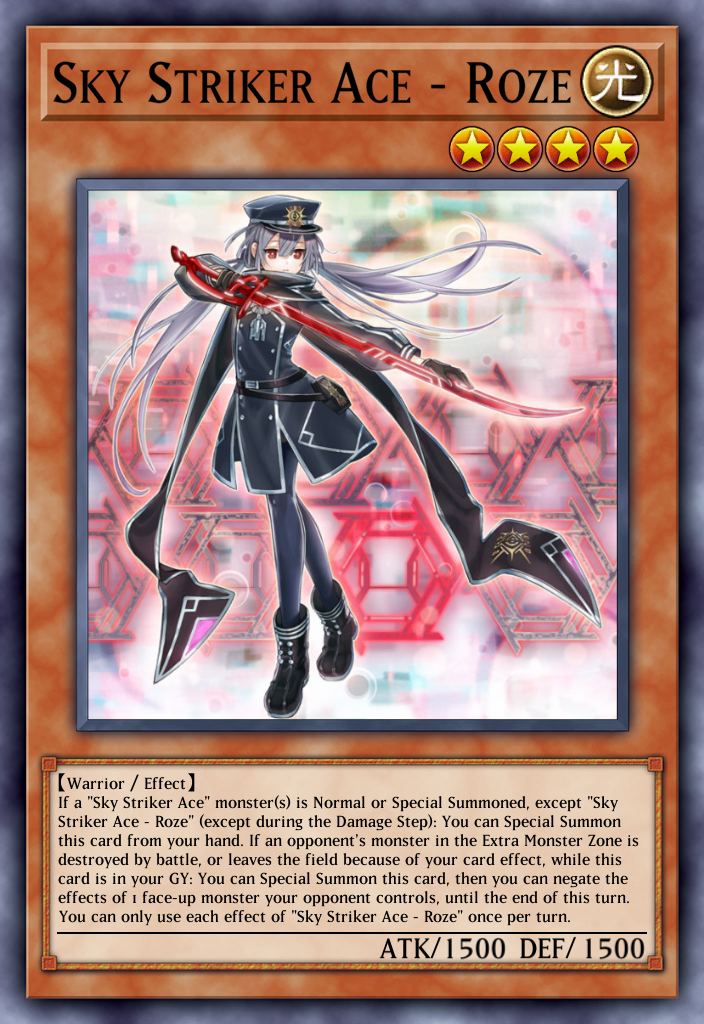 Sky Striker Ace - Roze
光
【Warrior / Effect】
If a "Sky Striker Ace" monster(s) is Normal or Special Summoned, except "Sky
Striker Ace - Roze" (except during the Damage Step): You can Special Summon
this card from your hand. If an opponent's monster in the Extra Monster Zone is
destroyed by battle, or leaves the field because of your card effect, while this
card is in your GY: You can Special Summon this card, then you can negate the
effects of 1 face-up monster your opponent controls, until the end of this turn.
You can only use each effect of "Sky Striker Ace - Roze" once per turn.
ATK/1500 DEF/1500